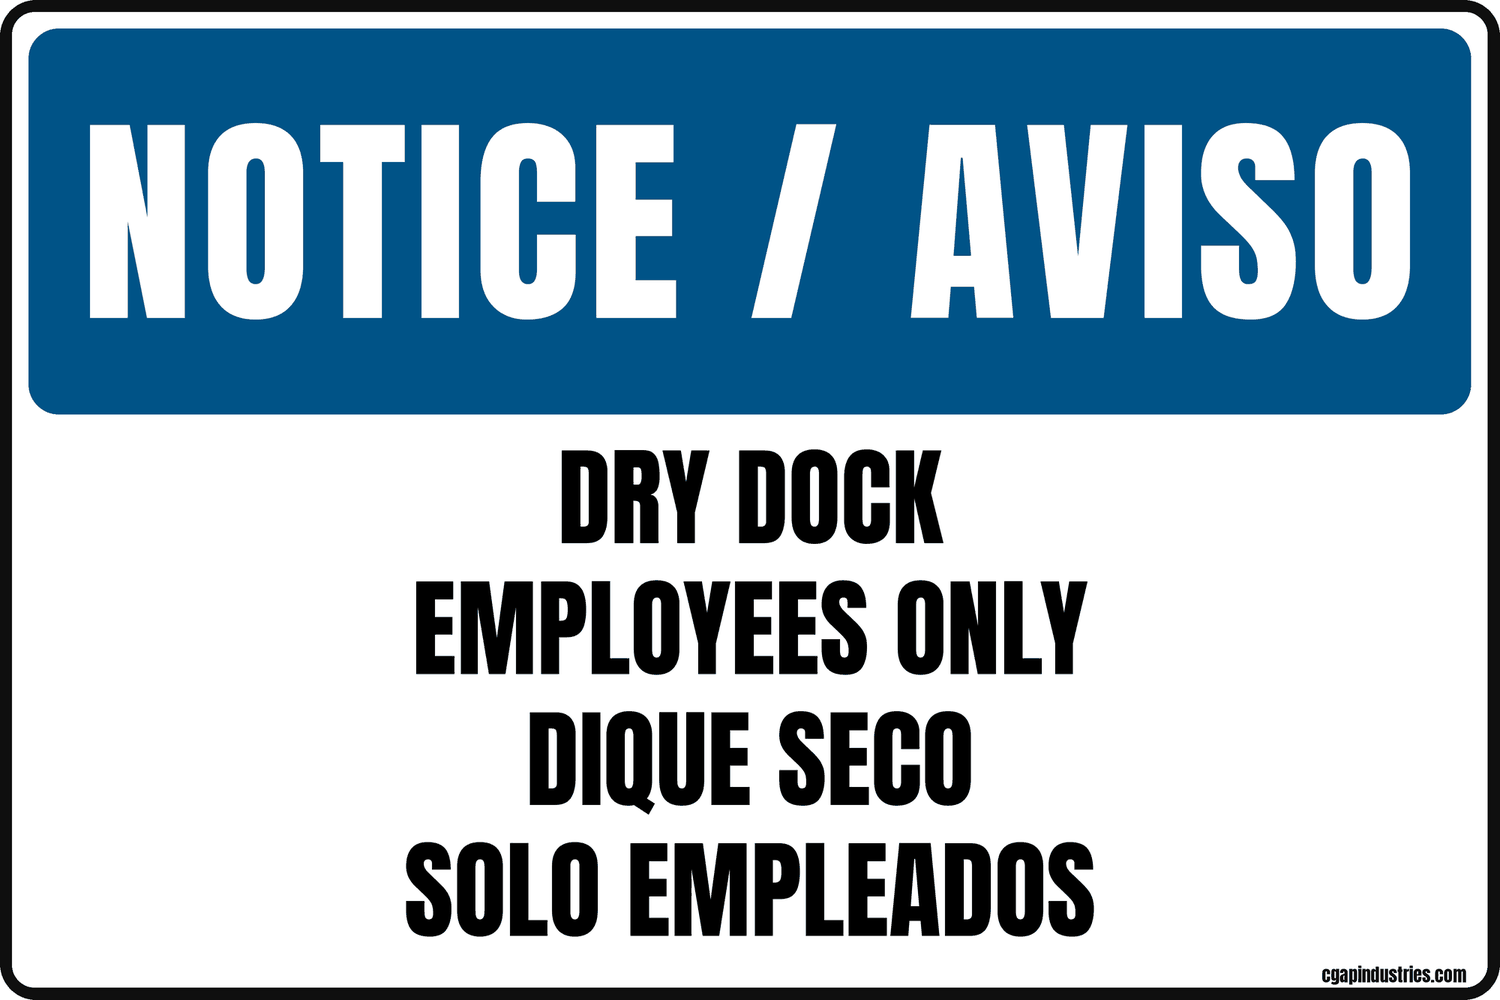 NOTICE / AVISO
DRY DOCK
EMPLOYEES ONLY
DIQUE SECO
SOLO EMPLEADOS
cgapindustries.com